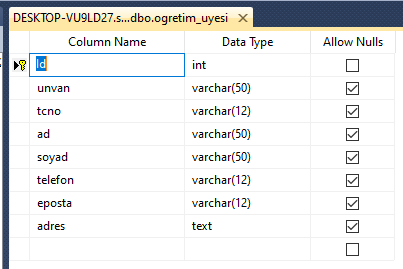 DESKTOP-VU9LD27.s...dbo.ogretim_uyesi
Column Name Data Type Allow Nulls
Id int
unvan varchar(50)
tcno varchar(12)
ad varchar(50)
soyad varchar(50)
telefon varchar(12)
eposta varchar(12)
adres text